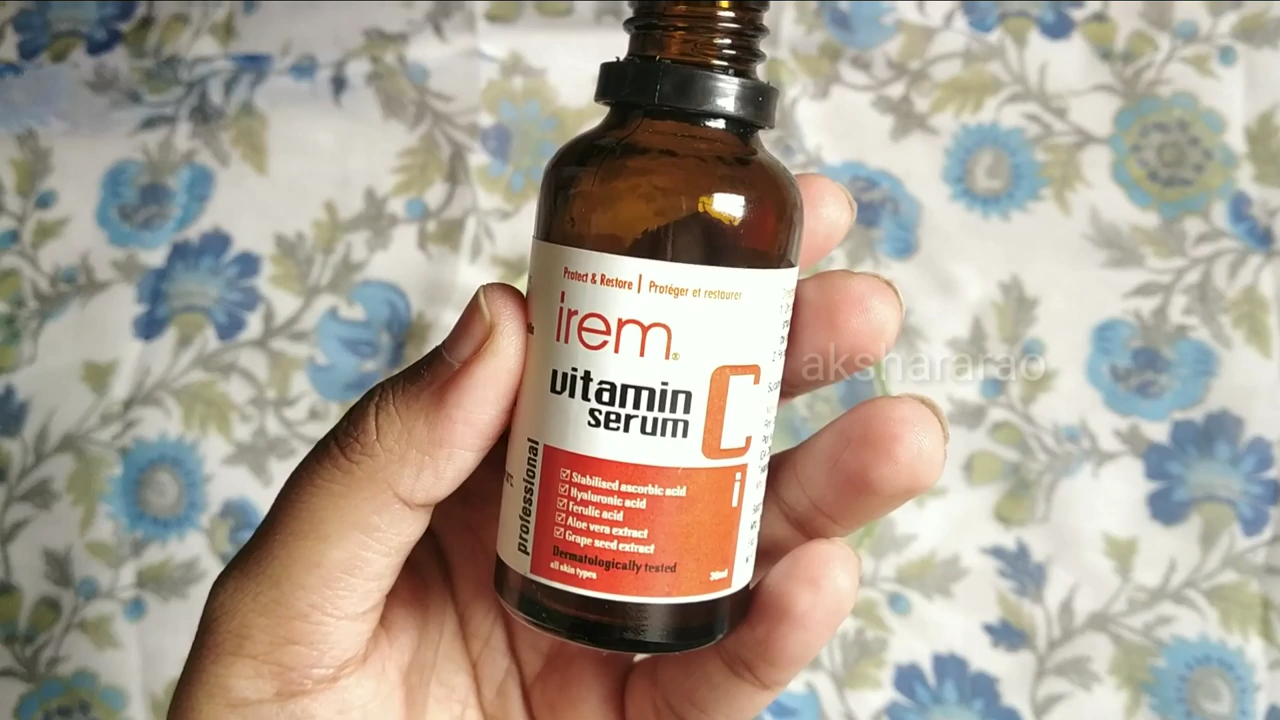 Protect & Restore | Protéger et restaurer
irem®
vitamin C
serum
professional
i
☑ Stabilised ascorbic acid
☑ Hyaluronic acid
☑ Ferulic acid
☑ Aloe vera extract
☑ Grape seed extract
Dermatologically tested
all skin types
30ml
akshararao